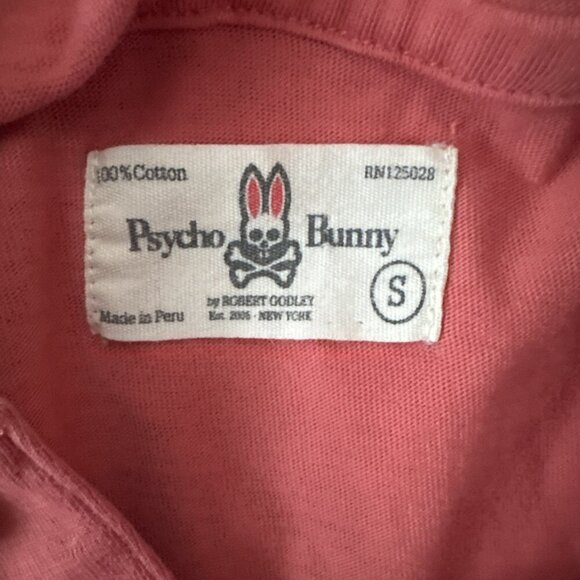 100% Cotton RN125028
Psycho Bunny
S
by ROBERT GODLEY
Made in Peru Est. 2005 · NEW YORK